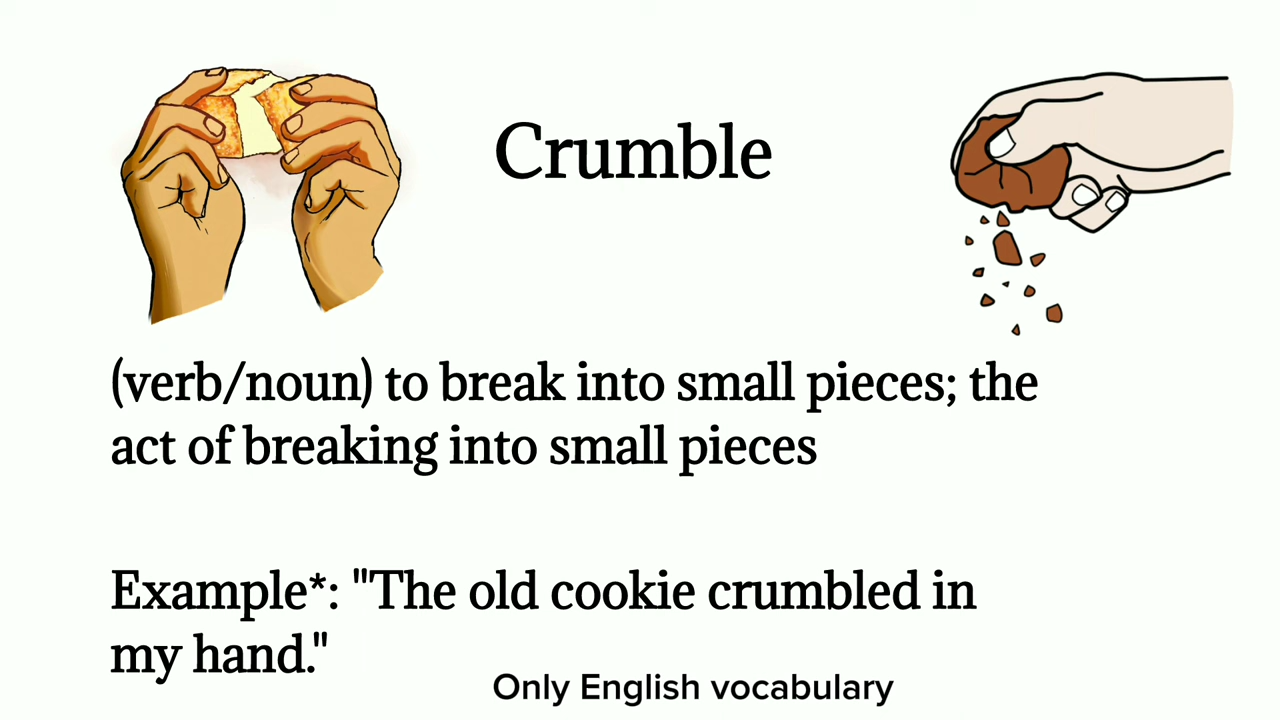 Crumble
(verb/noun) to break into small pieces; the
act of breaking into small pieces
Example*: "The old cookie crumbled in
my hand."
Only English vocabulary